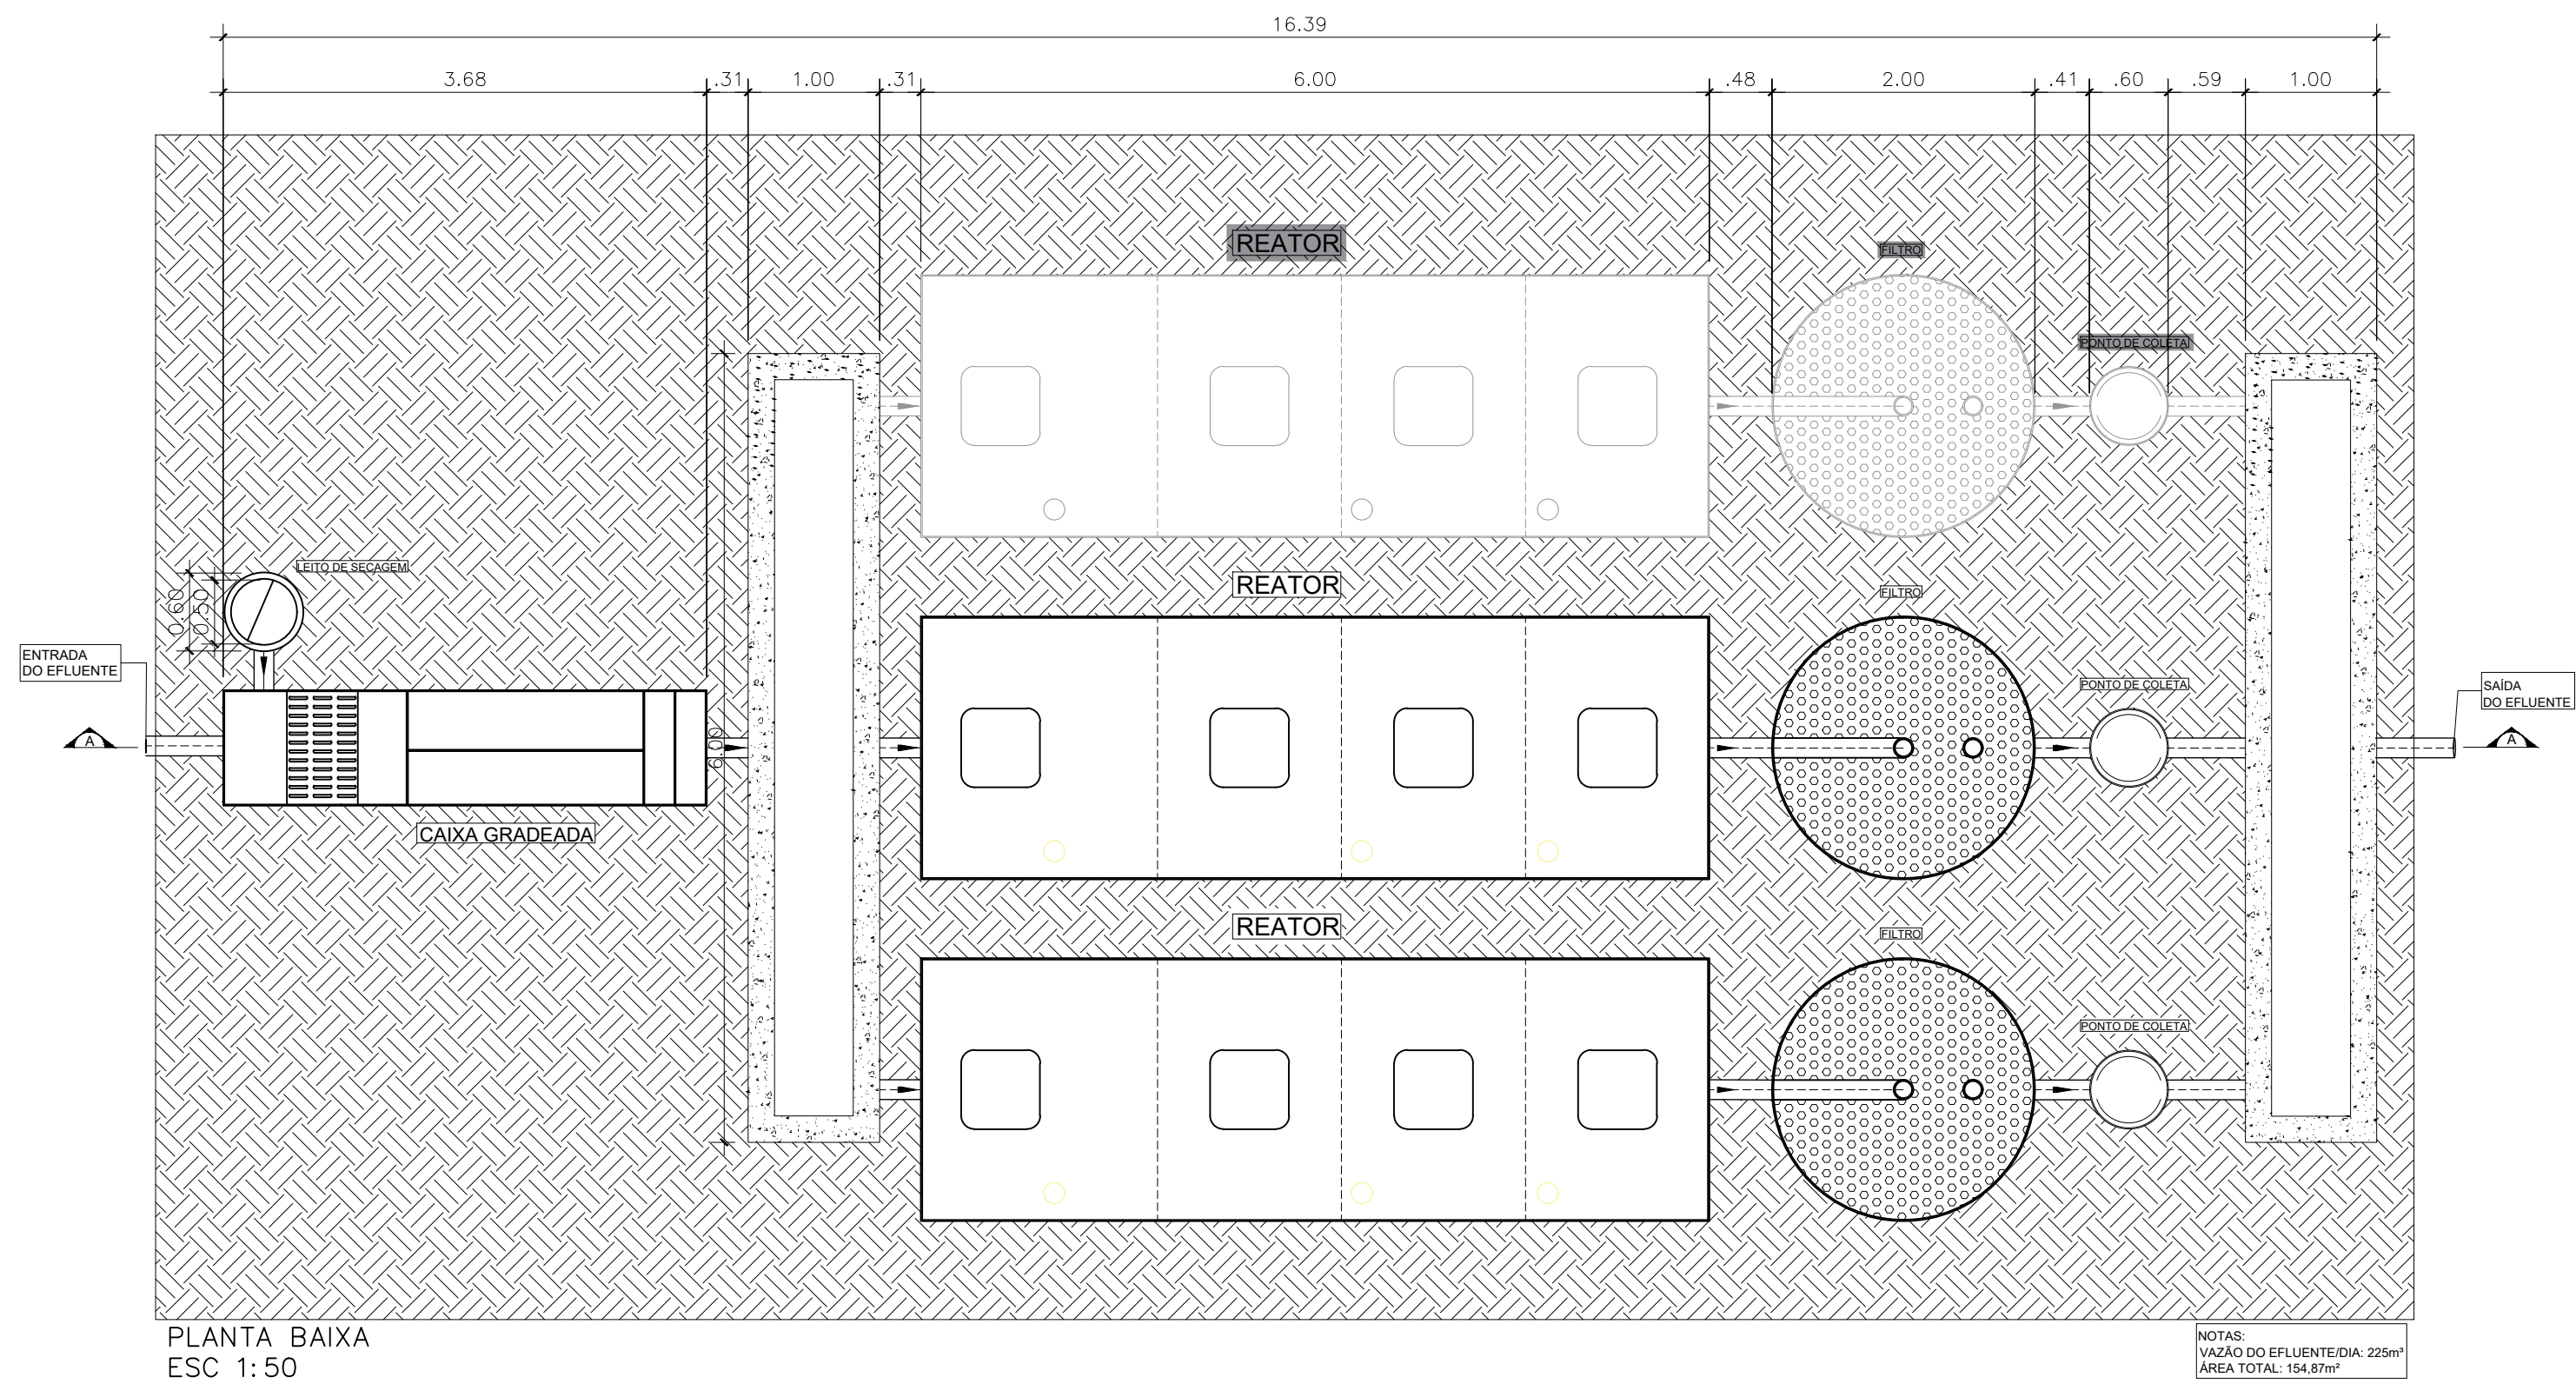 16.39
3.68
.31
1.00
.31
6.00
.48
2.00
.41
.60
.59
1.00
REATOR
FILTRO
PONTO DE COLETA
LEITO DE SECAGEM
0.60
0.50
REATOR
FILTRO
ENTRADA
DO EFLUENTE
PONTO DE COLETA
SAÍDA
DO EFLUENTE
A
6.00
A
CAIXA GRADEADA
REATOR
FILTRO
PONTO DE COLETA
PLANTA BAIXA
ESC 1:50
NOTAS:
VAZÃO DO EFLUENTE/DIA: 225m³
ÁREA TOTAL: 154,87m²